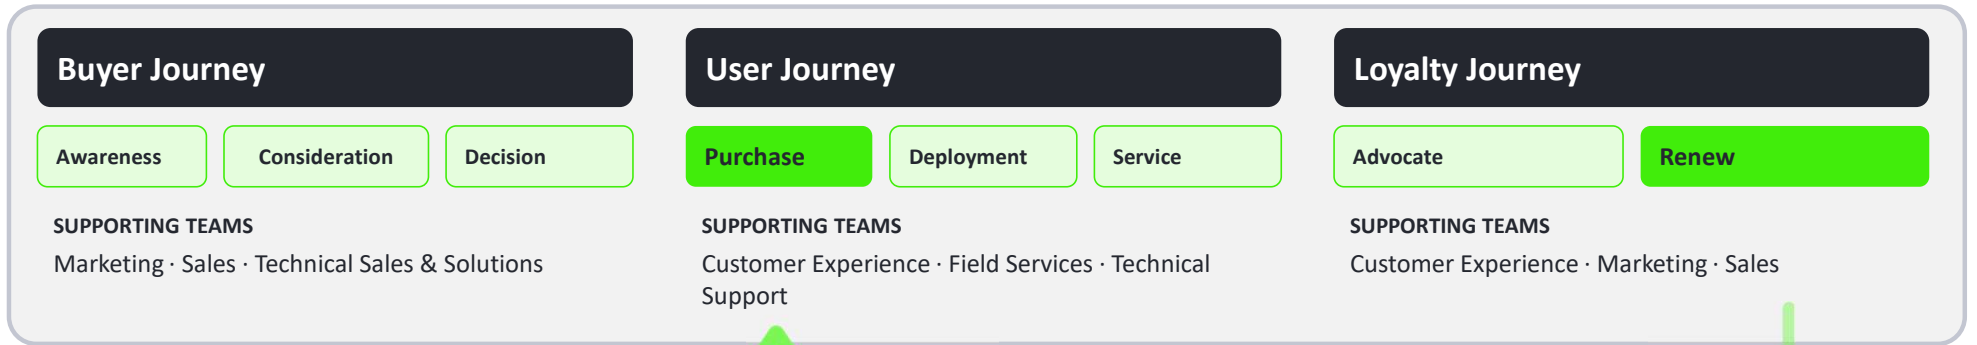 Buyer Journey
Awareness
Consideration
Decision
SUPPORTING TEAMS
Marketing · Sales · Technical Sales & Solutions
User Journey
Purchase
Deployment
Service
SUPPORTING TEAMS
Customer Experience · Field Services · Technical
Support
Loyalty Journey
Advocate
Renew
SUPPORTING TEAMS
Customer Experience · Marketing · Sales